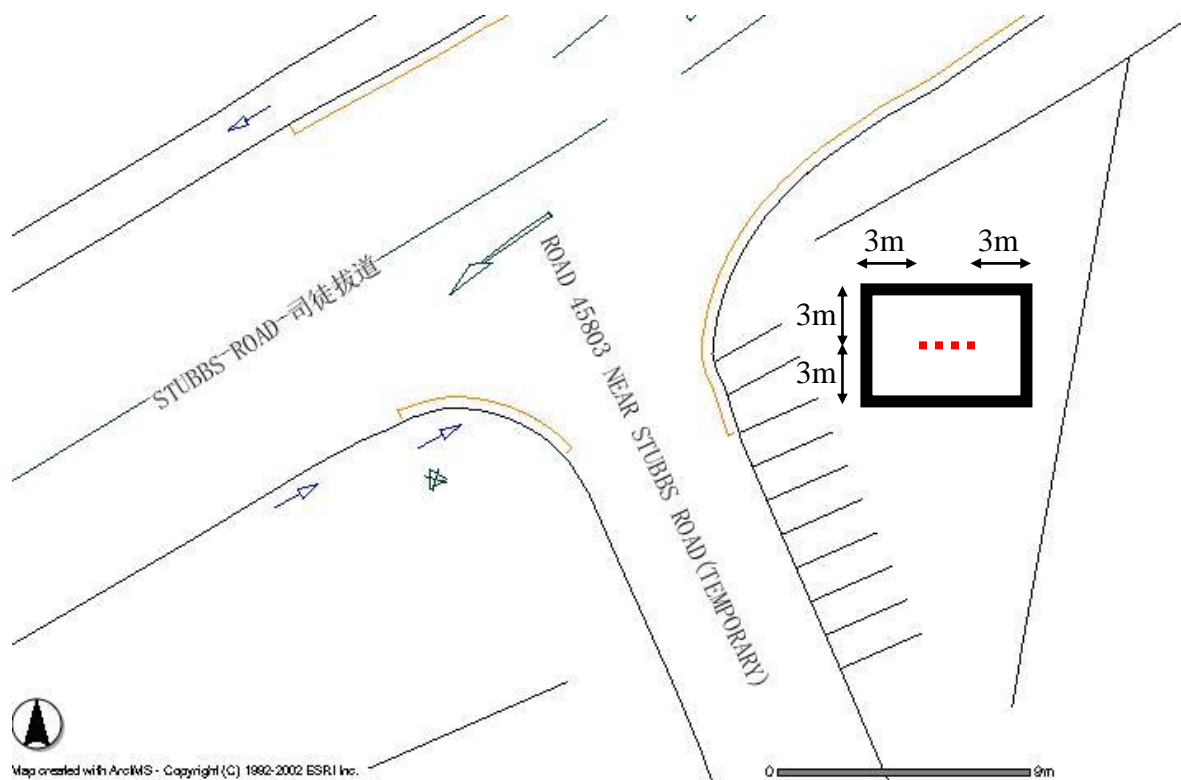 3m
3m
3m
3m
STUBBS ROAD 司徒拔道
ROAD 45803 NEAR STUBBS ROAD(TEMPORARY)
Map created with ArcIMS - Copyright (C) 1992-2002 ESRI Inc.
0
9m